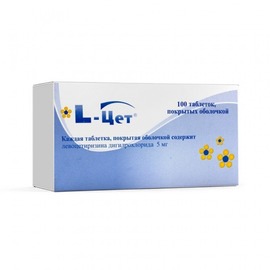 100 таблеток,
покрытых оболочкой
L-Цет®
Каждая таблетка, покрытая оболочкой содержит
левоцетиризина дигидрохлорида 5 мг